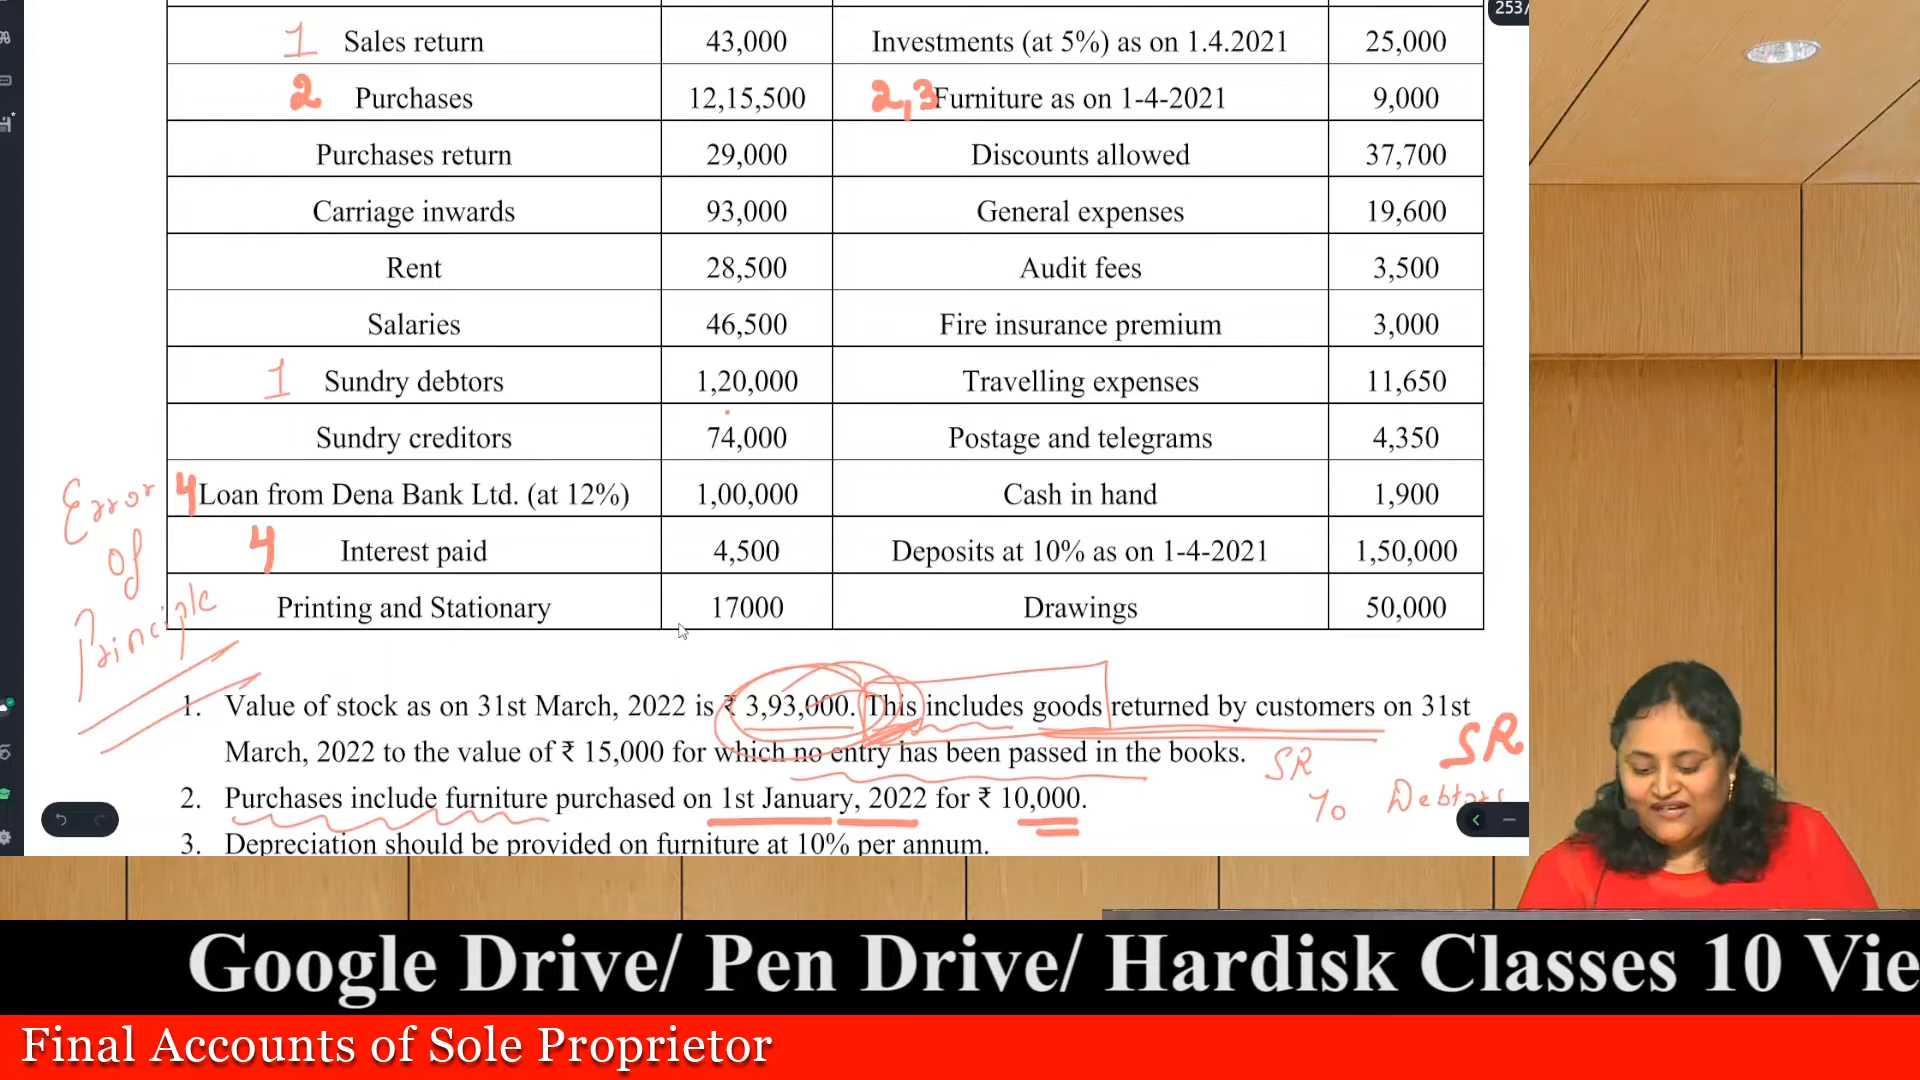 253/
1 Sales return 43,000 Investments (at 5%) as on 1.4.2021 25,000
2 Purchases 12,15,500 2,3 Furniture as on 1-4-2021 9,000
Purchases return 29,000 Discounts allowed 37,700
Carriage inwards 93,000 General expenses 19,600
Rent 28,500 Audit fees 3,500
Salaries 46,500 Fire insurance premium 3,000
1 Sundry debtors 1,20,000 Travelling expenses 11,650
Sundry creditors 74,000 Postage and telegrams 4,350
4 Loan from Dena Bank Ltd. (at 12%) 1,00,000 Cash in hand 1,900
4 Interest paid 4,500 Deposits at 10% as on 1-4-2021 1,50,000
Printing and Stationary 17000 Drawings 50,000
Error
of
Principle
1. Value of stock as on 31st March, 2022 is ₹ 3,93,000. This includes goods returned by customers on 31st
March, 2022 to the value of ₹ 15,000 for which no entry has been passed in the books.
SR
SR
To Debtors
2. Purchases include furniture purchased on 1st January, 2022 for ₹ 10,000.
3. Depreciation should be provided on furniture at 10% per annum.
Google Drive/ Pen Drive/ Hardisk Classes 10 Vie
Final Accounts of Sole Proprietor